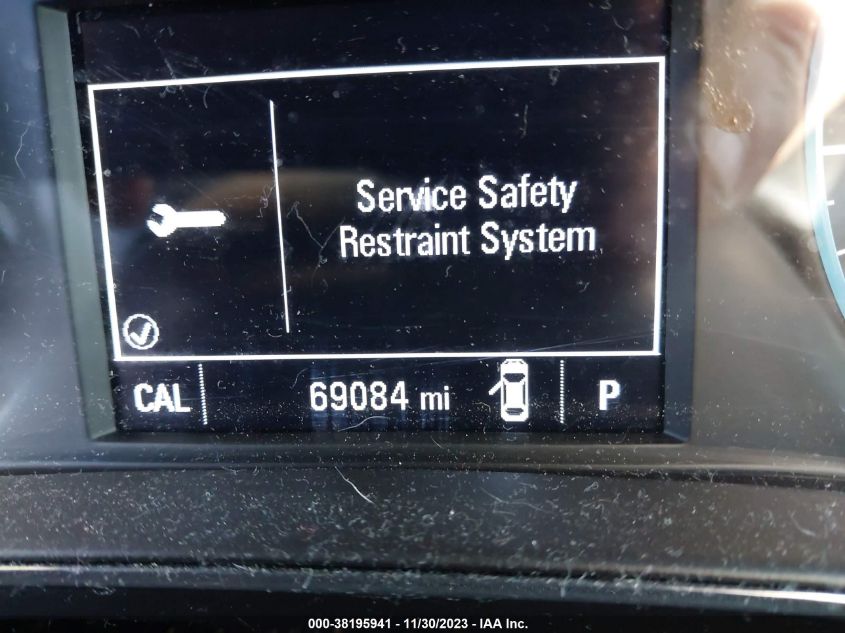 Service Safety
Restraint System
CAL 69084 mi P
000-38195941 - 11/30/2023 - IAA Inc.